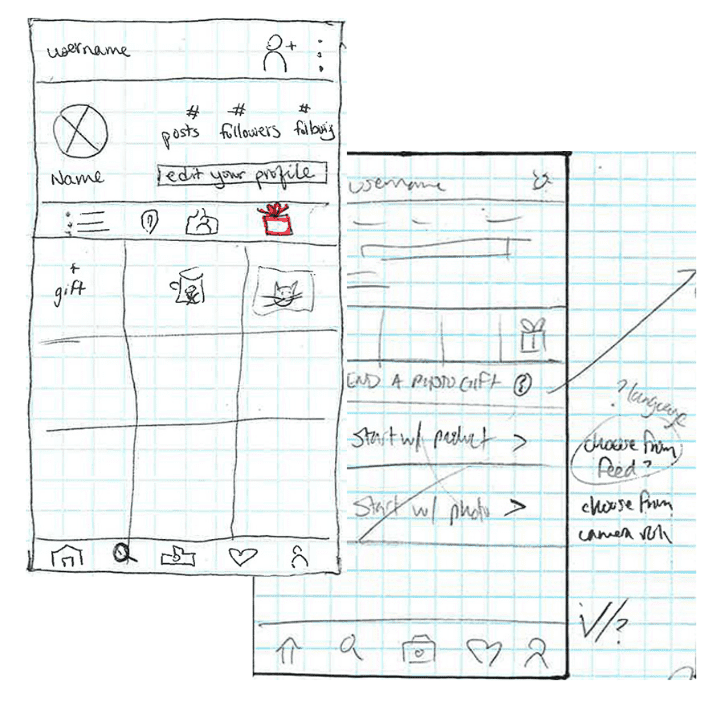 username
# # #
posts followers following
Name
edit your profile
+
gift
username
END A PHOTO GIFT ?
Start w/ product >
Start w/ photo >
? language
choose from
feed?
choose from
camera roll